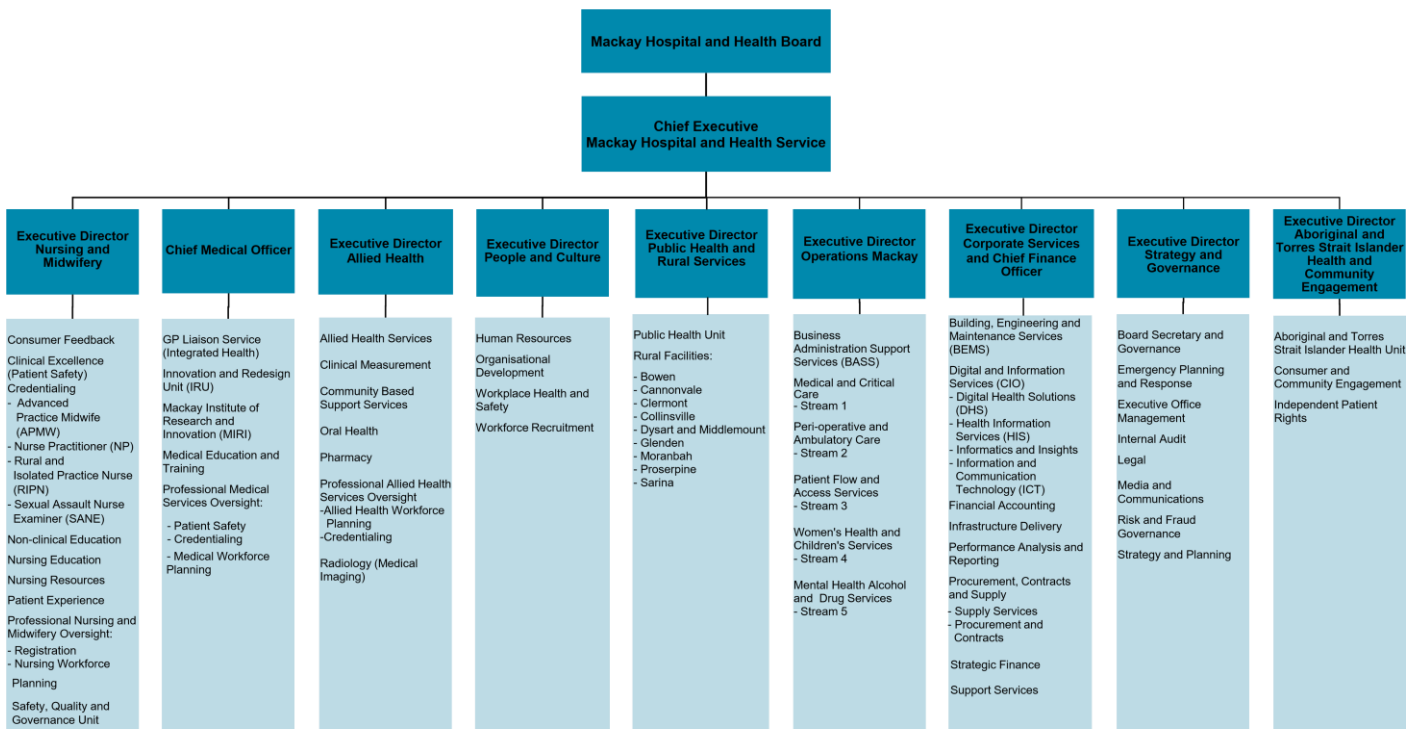 Mackay Hospital and Health Board
Chief Executive
Mackay Hospital and Health Service
Executive Director
Nursing and
Midwifery
Chief Medical Officer
Executive Director
Allied Health
Executive Director
People and Culture
Executive Director
Public Health and
Rural Services
Executive Director
Operations Mackay
Executive Director
Corporate Services
and Chief Finance
Officer
Executive Director
Strategy and
Governance
Executive Director
Aboriginal and
Torres Strait Islander
Health and
Community
Engagement
Consumer Feedback
Clinical Excellence
(Patient Safety)
Credentialing
- Advanced
Practice Midwife
(APMW)
- Nurse Practitioner (NP)
- Rural and
Isolated Practice Nurse
(RIPN)
- Sexual Assault Nurse
Examiner (SANE)
Non-clinical Education
Nursing Education
Nursing Resources
Patient Experience
Professional Nursing and
Midwifery Oversight:
- Registration
- Nursing Workforce
Planning
Safety, Quality and
Governance Unit
GP Liaison Service
(Integrated Health)
Innovation and Redesign
Unit (IRU)
Mackay Institute of
Research and
Innovation (MIRI)
Medical Education and
Training
Professional Medical
Services Oversight:
- Patient Safety
- Credentialing
- Medical Workforce
Planning
Allied Health Services
Clinical Measurement
Community Based
Support Services
Oral Health
Pharmacy
Professional Allied Health
Services Oversight
-Allied Health Workforce
Planning
-Credentialing
Radiology (Medical
Imaging)
Human Resources
Organisational
Development
Workplace Health and
Safety
Workforce Recruitment
Public Health Unit
Rural Facilities:
- Bowen
- Cannonvale
- Clermont
- Collinsville
- Dysart and Middlemount
- Glenden
- Moranbah
- Proserpine
- Sarina
Business
Administration Support
Services (BASS)
Medical and Critical
Care
- Stream 1
Peri-operative and
Ambulatory Care
- Stream 2
Patient Flow and
Access Services
- Stream 3
Women's Health and
Children's Services
- Stream 4
Mental Health Alcohol
and Drug Services
- Stream 5
Building, Engineering and
Maintenance Services
(BEMS)
Digital and Information
Services (CIO)
- Digital Health Solutions
(DHS)
- Health Information
Services (HIS)
- Informatics and Insights
- Information and
Communication
Technology (ICT)
Financial Accounting
Infrastructure Delivery
Performance Analysis and
Reporting
Procurement, Contracts
and Supply
- Supply Services
- Procurement and
Contracts
Strategic Finance
Support Services
Board Secretary and
Governance
Emergency Planning
and Response
Executive Office
Management
Internal Audit
Legal
Media and
Communications
Risk and Fraud
Governance
Strategy and Planning
Aboriginal and Torres
Strait Islander Health Unit
Consumer and
Community Engagement
Independent Patient
Rights